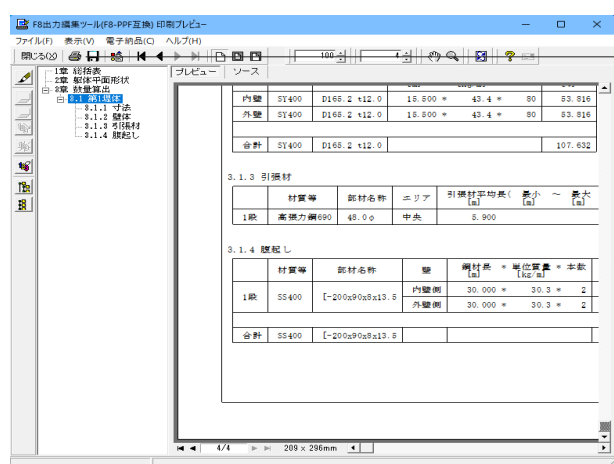 F8出力編集ツール(F8-PPF互換) 印刷プレビュー
ファイル(F) 表示(V) 電子納品(C) ヘルプ(H)
閉じる(X) 100 4
プレビュー ソース
1章 総括表
2章 躯体平面形状
3章 数量算出
3.1 第1堤体
3.1.1 寸法
3.1.2 壁体
3.1.3 引張材
3.1.4 腹起し
内壁 SY400 D165.2 t12.0 15.500 * 43.4 * 80 53.816
外壁 SY400 D165.2 t12.0 15.500 * 43.4 * 80 53.816
合計 SY400 D165.2 t12.0 107.632
3.1.3 引張材
材質等 部材名称 エリア 引張材平均長( 最小 ~ 最大
[m] [m] [m]
1段 高張力鋼690 48.0φ 中央 5.900
3.1.4 腹起し
材質等 部材名称 壁 鋼材長 * 単位質量 * 本数
[m] [kg/m]
1段 SS400 [-200x90x8x13.5 内壁側 30.000 * 30.3 * 2
外壁側 30.000 * 30.3 * 2
合計 SS400 [-200x90x8x13.5
4/4 209 x 296mm